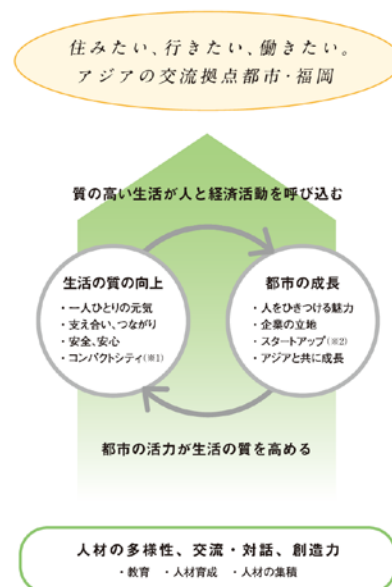 住みたい、行きたい、働きたい。
アジアの交流拠点都市・福岡
質の高い生活が人と経済活動を呼び込む
生活の質の向上
・一人ひとりの元気
・支え合い、つながり
・安全、安心
・コンパクトシティ(※1)
都市の成長
・人をひきつける魅力
・企業の立地
・スタートアップ(※2)
・アジアと共に成長
都市の活力が生活の質を高める
人材の多様性、交流・対話、創造力
・教育 ・人材育成 ・人材の集積